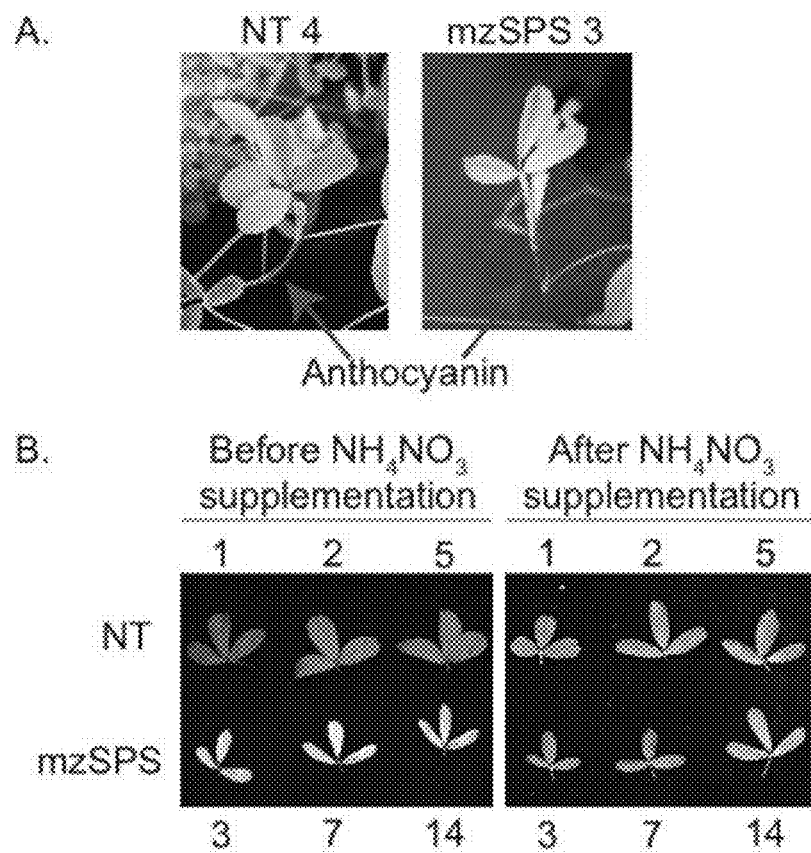 A. NT 4 mzSPS 3
Anthocyanin
B. Before NH₄NO₃ supplementation After NH₄NO₃ supplementation
1 2 5 1 2 5
NT
mzSPS
3 7 14 3 7 14